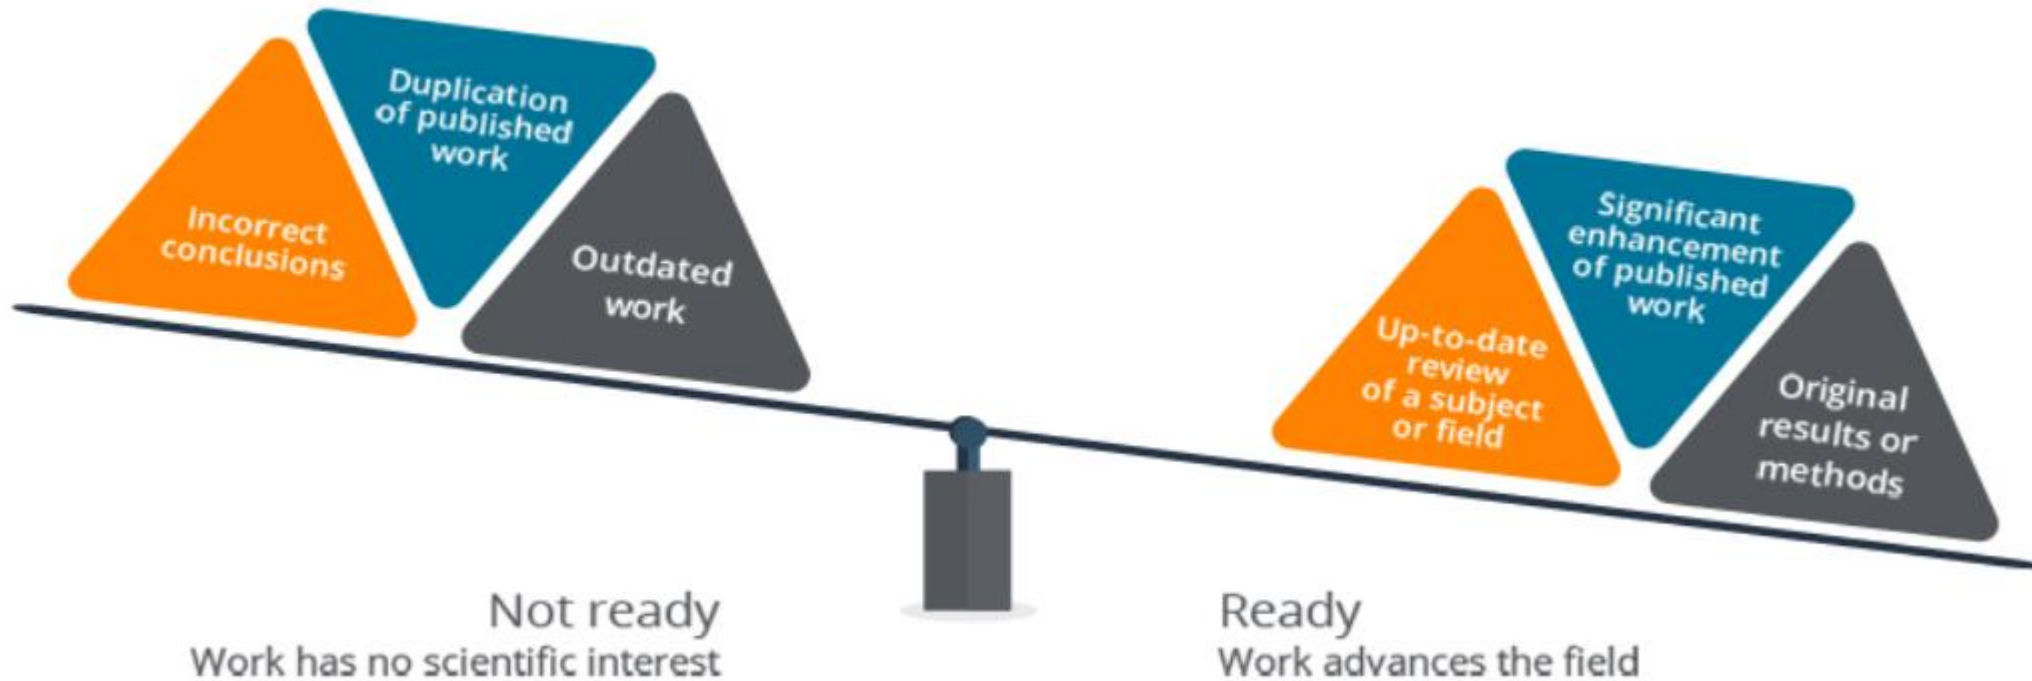 Duplication
of published
work
Incorrect
conclusions
Outdated
work
Significant
enhancement
of published
work
Up-to-date
review
of a subject
or field
Original
results or
methods
Not ready
Work has no scientific interest
Ready
Work advances the field